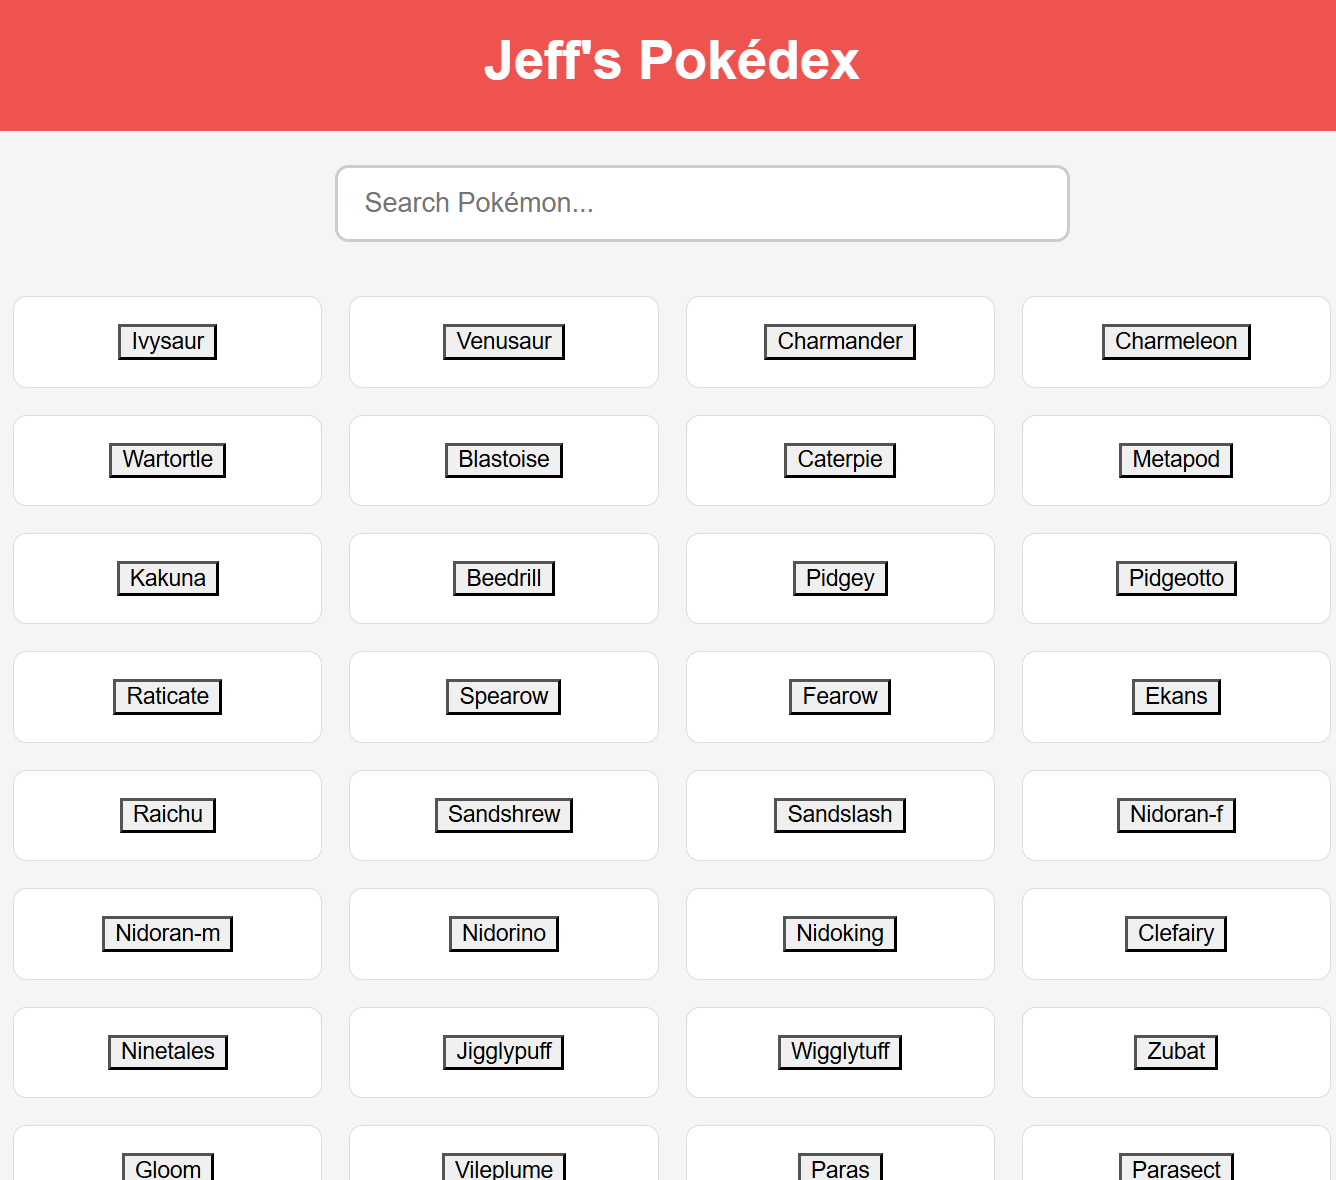 Jeff's Pokédex
Search Pokémon...
Ivysaur Venusaur Charmander Charmeleon
Wartortle Blastoise Caterpie Metapod
Kakuna Beedrill Pidgey Pidgeotto
Raticate Spearow Fearow Ekans
Raichu Sandshrew Sandslash Nidoran-f
Nidoran-m Nidorino Nidoking Clefairy
Ninetales Jigglypuff Wigglytuff Zubat
Gloom Vileplume Paras Parasect